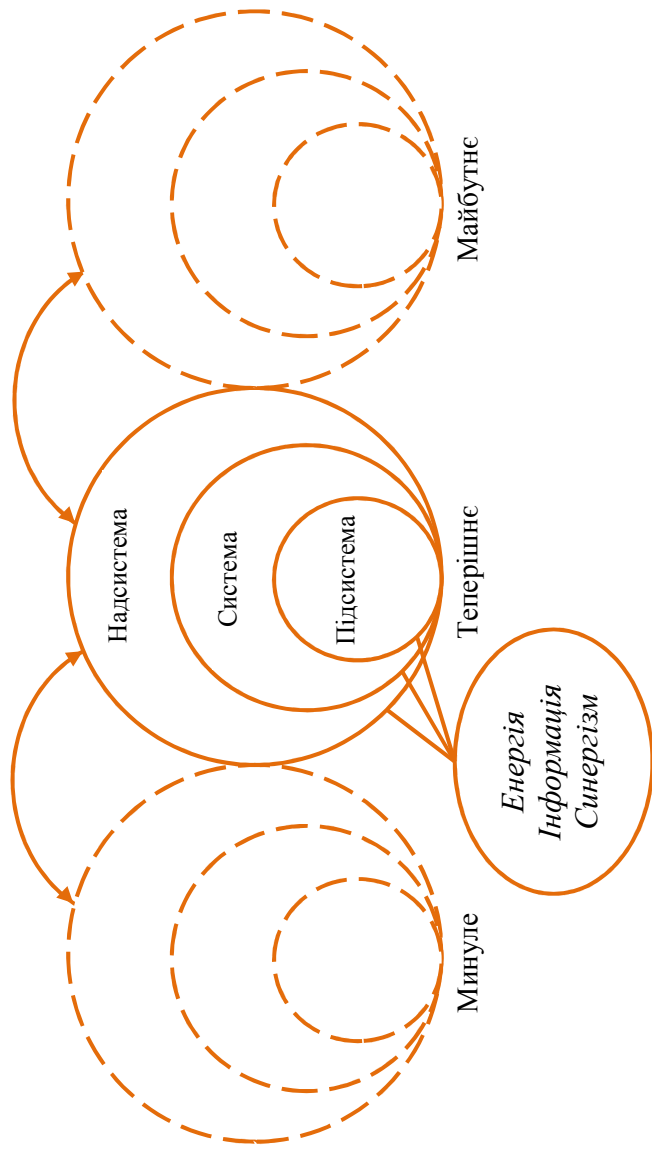 Надсистема
Система
Підсистема
Минуле
Теперішнє
Майбутнє
Енергія
Інформація
Синергізм